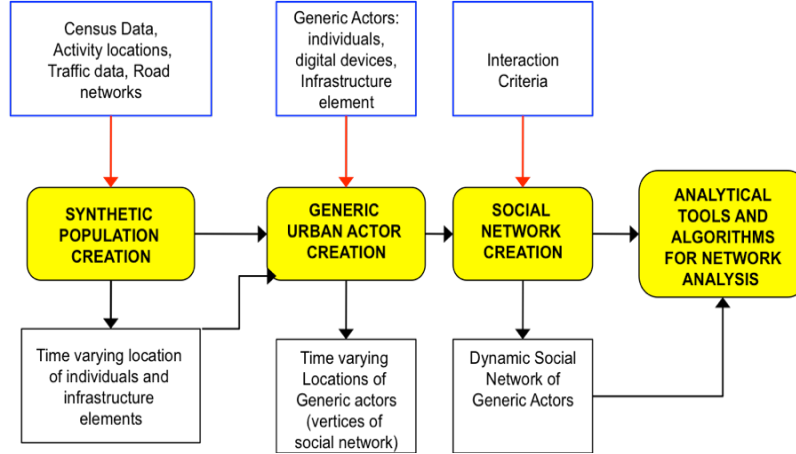 Census Data,
Activity locations,
Traffic data, Road
networks
Generic Actors:
individuals,
digital devices,
Infrastructure
element
Interaction
Criteria
SYNTHETIC
POPULATION
CREATION
GENERIC
URBAN ACTOR
CREATION
SOCIAL
NETWORK
CREATION
ANALYTICAL
TOOLS AND
ALGORITHMS
FOR NETWORK
ANALYSIS
Time varying location
of individuals and
infrastructure
elements
Time varying
Locations of
Generic actors
(vertices of
social network)
Dynamic Social
Network of
Generic Actors